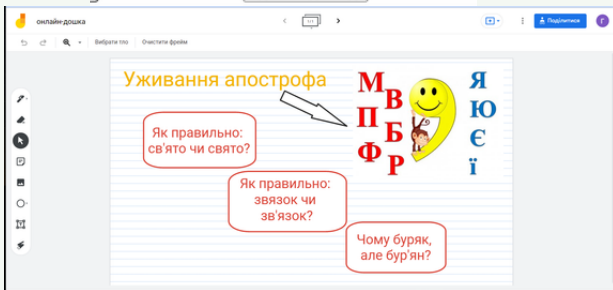 онлайн-дошка
Поділитися
Г
Вибрати тло
Очистити фрейм
Уживання апострофа
М
В
П
Б
Ф
Р
Я
Ю
Є
ї
Як правильно:
св'ято чи свято?
Як правильно:
звязок чи
зв'язок?
Чому буряк,
але бур'ян?